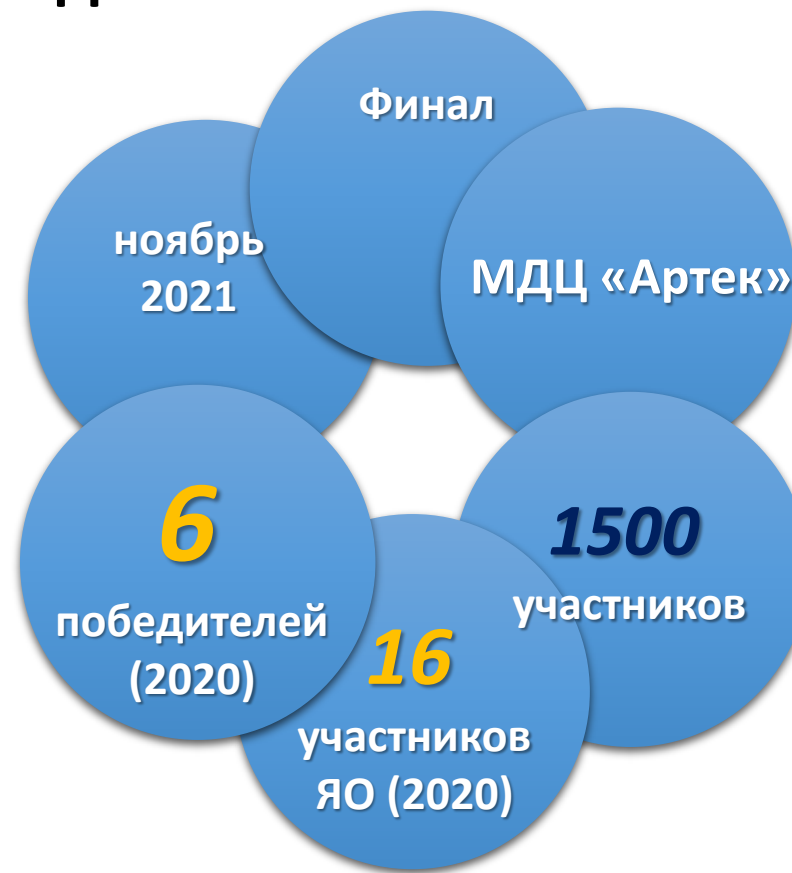 Финал
МДЦ «Артек»
1500
участников
16
участников
ЯО (2020)
6
победителей
(2020)
ноябрь
2021